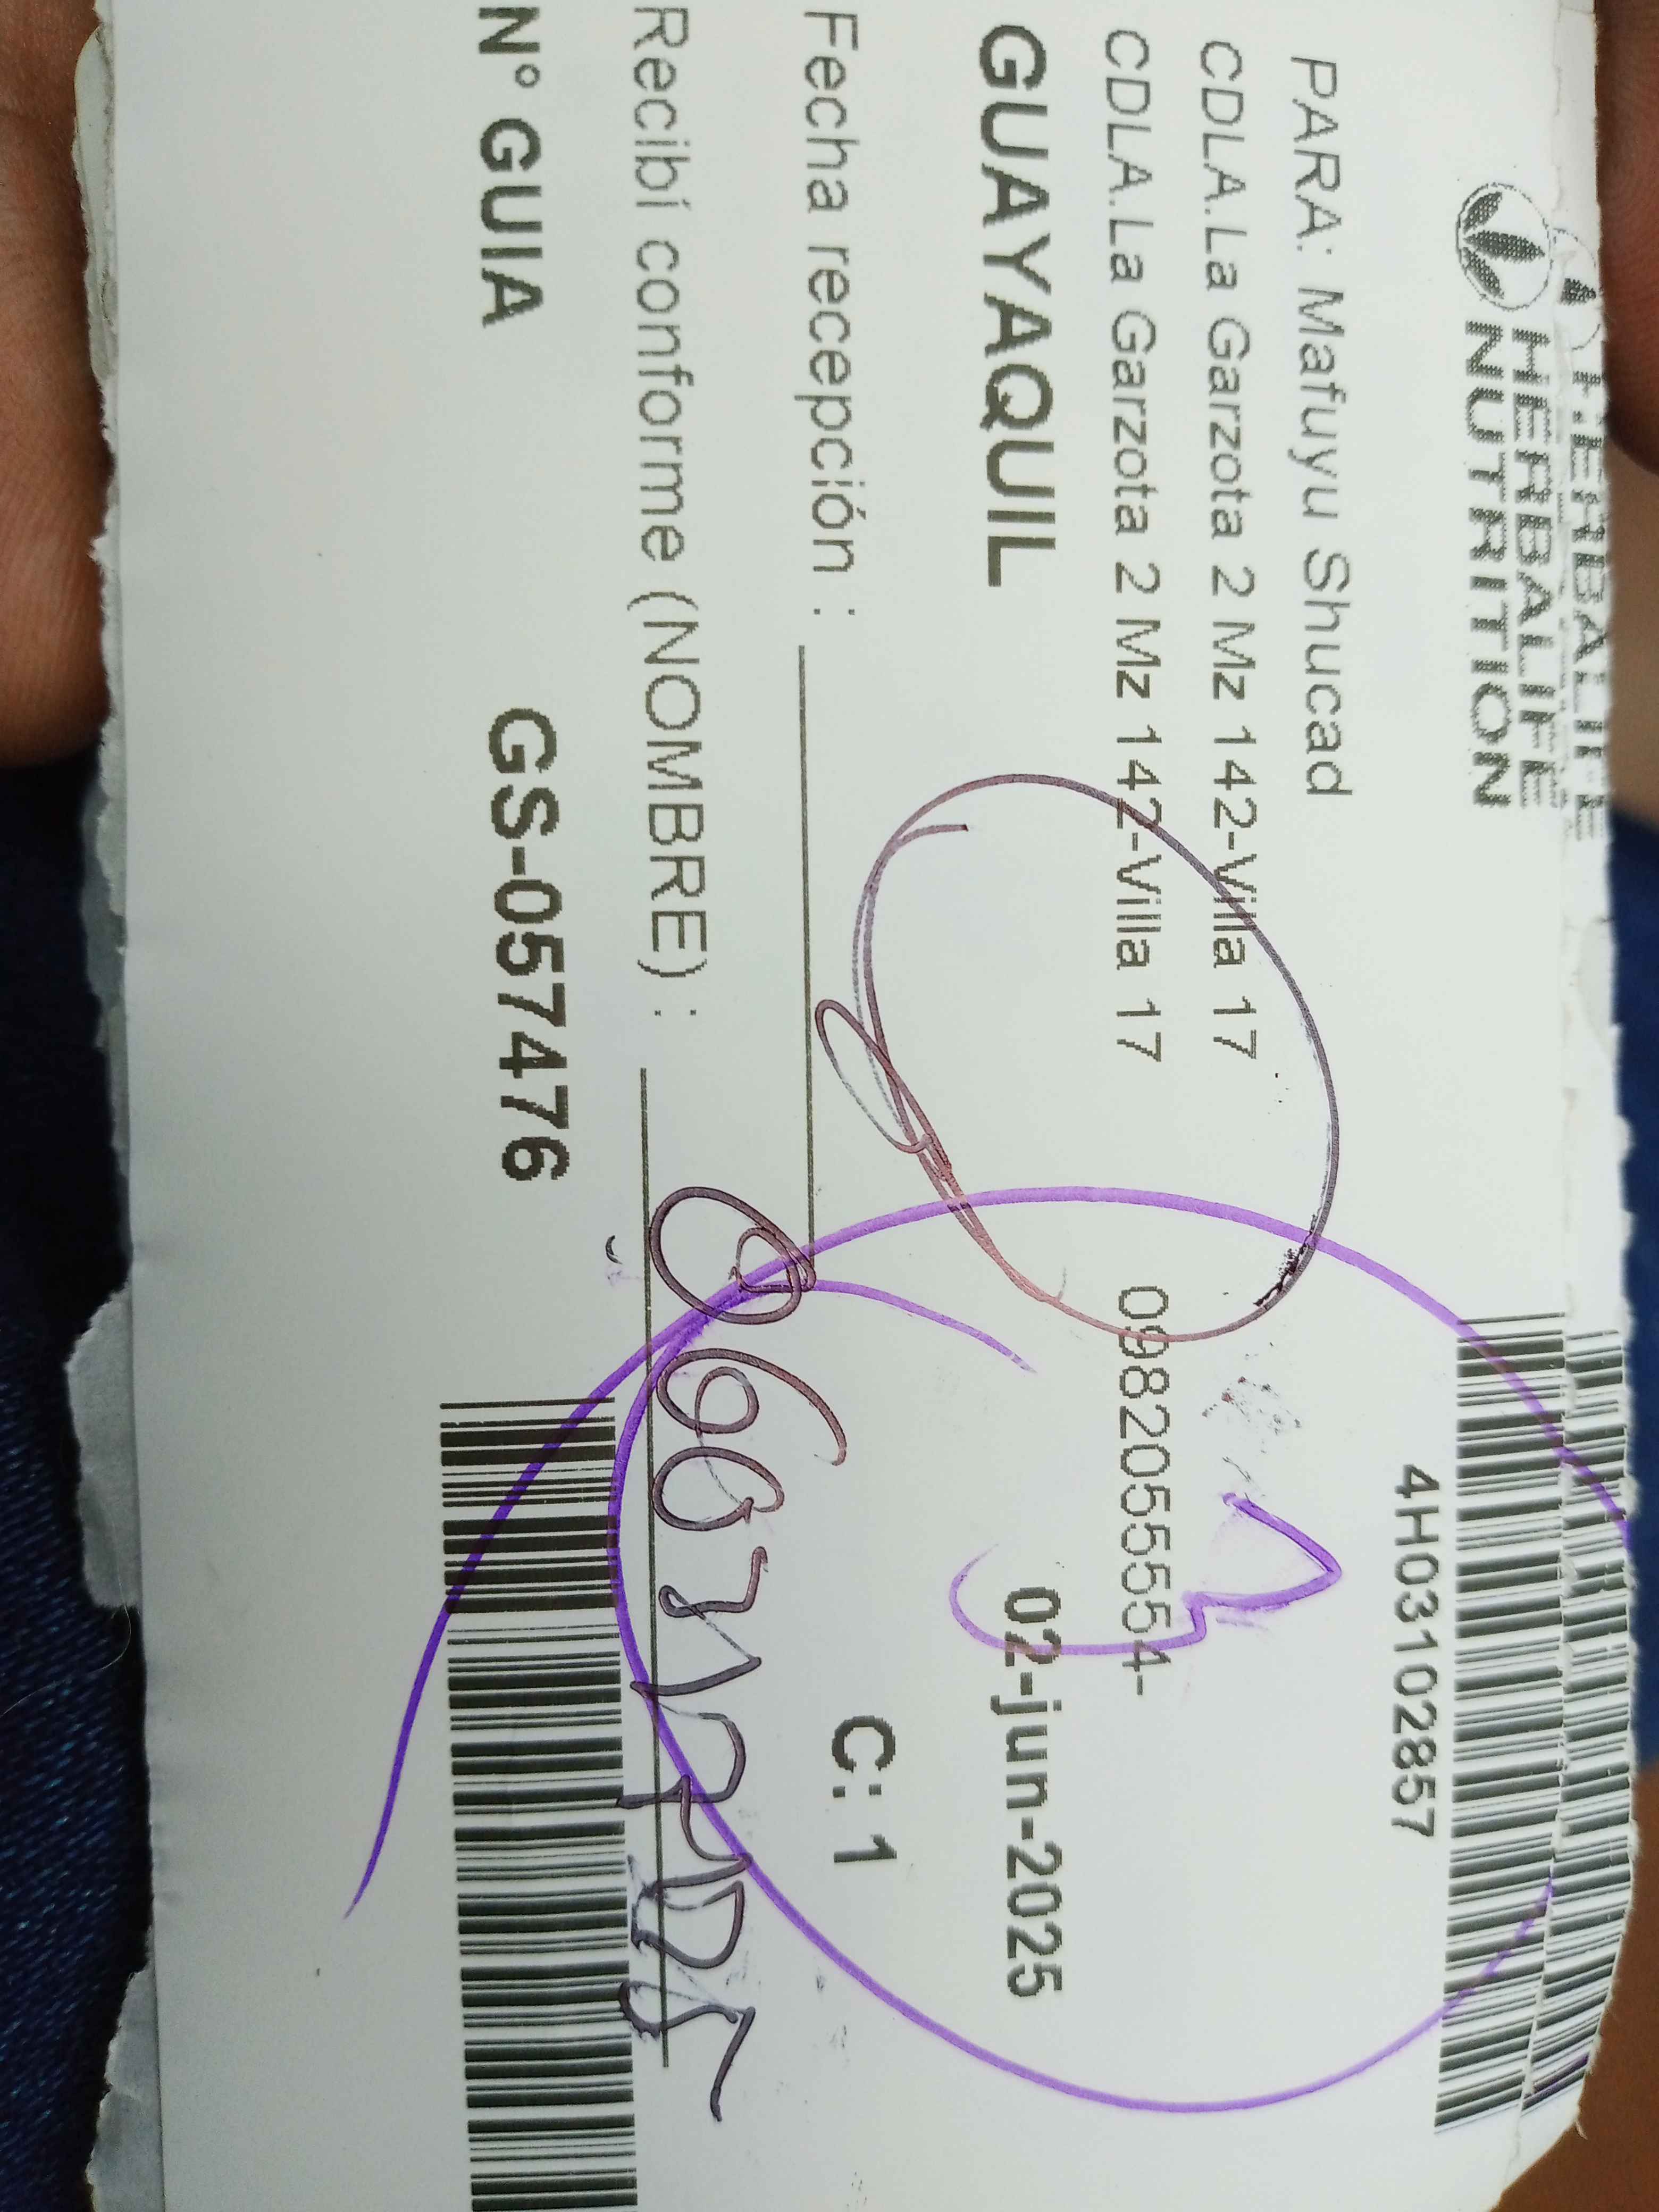 HERBALIFE
HERBALIFE
NUTRITION
4H03102857
PARA: Mafuyu Shucad
CDLA.La Garzota 2 Mz 142-Villa 17
CDLA.La Garzota 2 Mz 142-Villa 17 0982055554-
GUAYAQUIL 02-jun-2025
Fecha recepción : C: 1
Recibí conforme (NOMBRE) :
N° GUIA GS-057476